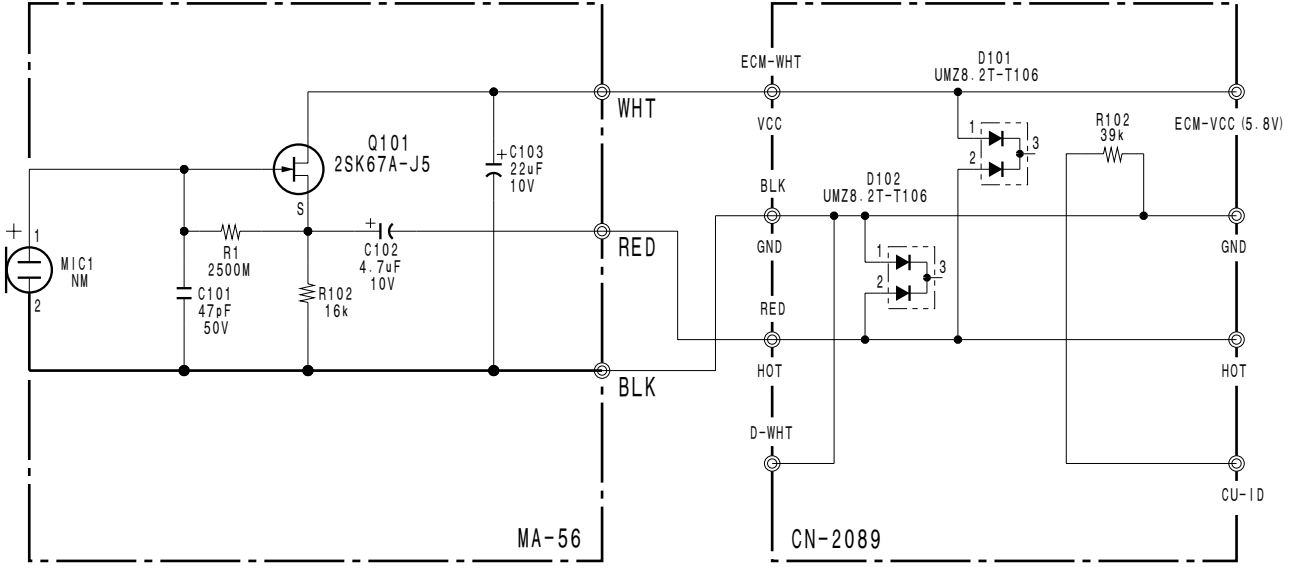 D101
UMZ8.2T-T106
ECM-WHT
WHT
VCC
R102
39k
ECM-VCC (5.8V)
Q101
2SK67A-J5
+
C103
22uF
10V
1
2
3
D102
UMZ8.2T-T106
BLK
S
+
C102
4.7uF
10V
RED
GND
GND
+
1
R1
2500M
1
2
3
MIC1
NM
2
C101
47pF
50V
R102
16k
RED
BLK
HOT
HOT
D-WHT
CU-ID
MA-56
CN-2089